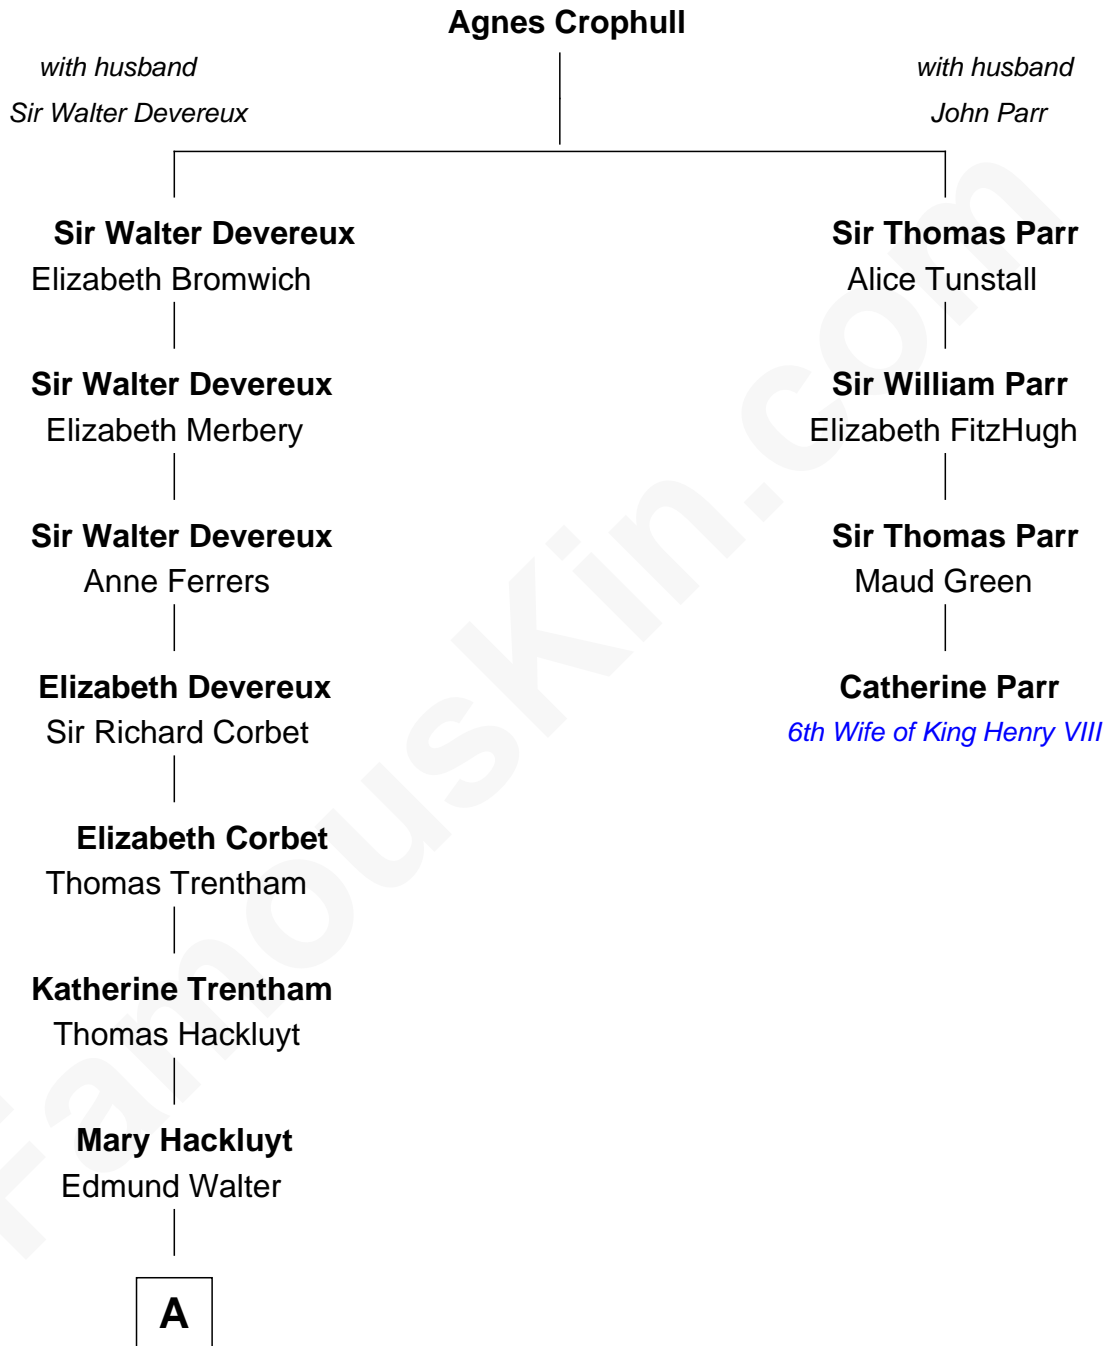 Agnes Crophull
with husband
Sir Walter Devereux
with husband
John Parr
Sir Walter Devereux
Elizabeth Bromwich
Sir Thomas Parr
Alice Tunstall
Sir Walter Devereux
Elizabeth Merbery
Sir William Parr
Elizabeth FitzHugh
Sir Walter Devereux
Anne Ferrers
Sir Thomas Parr
Maud Green
Elizabeth Devereux
Sir Richard Corbet
Catherine Parr
6th Wife of King Henry VIII
Elizabeth Corbet
Thomas Trentham
Katherine Trentham
Thomas Hackluyt
Mary Hackluyt
Edmund Walter
A
FamousKin.com